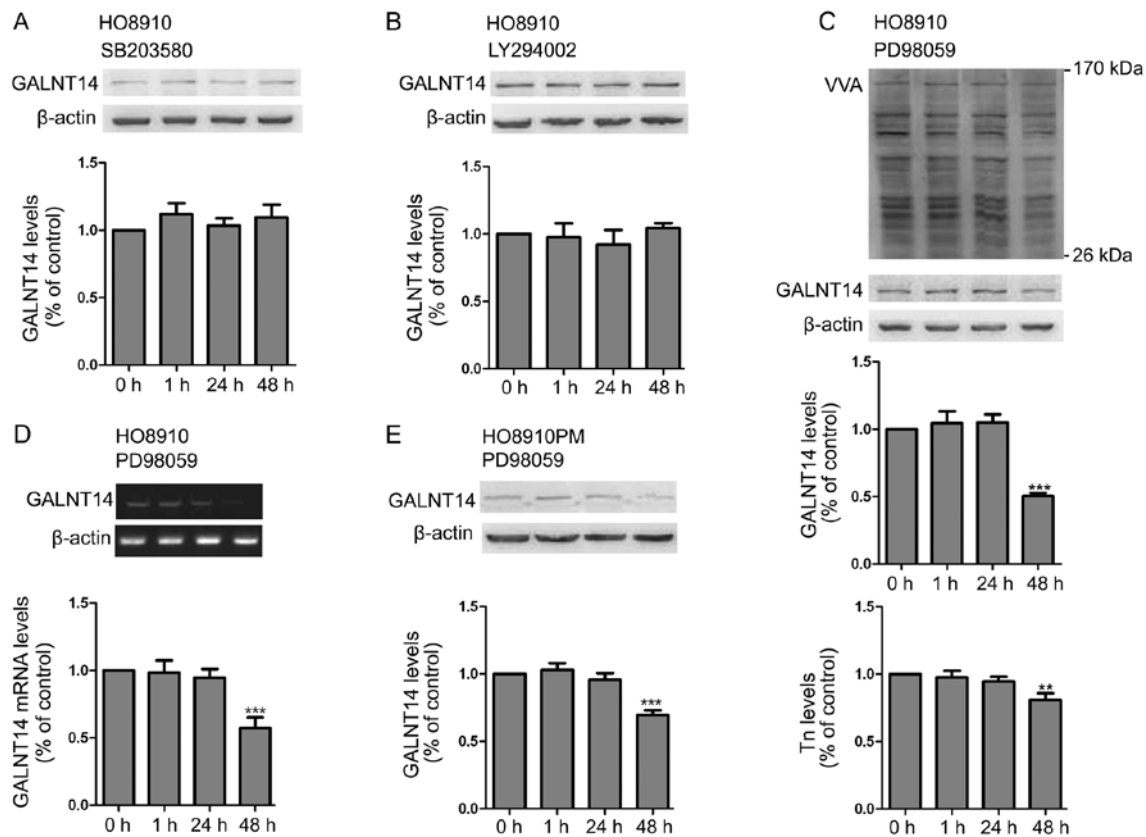 A
HO8910
SB203580
GALNT14
β-actin
GALNT14 levels
(% of control)
1.5
1.0
0.5
0.0
0 h 1 h 24 h 48 h
B
HO8910
LY294002
GALNT14
β-actin
GALNT14 levels
(% of control)
1.5
1.0
0.5
0.0
0 h 1 h 24 h 48 h
C
HO8910
PD98059
VVA
- 170 kDa
- 26 kDa
GALNT14
β-actin
GALNT14 levels
(% of control)
1.5
1.0
0.5
0.0
***
0 h 1 h 24 h 48 h
Tn levels
(% of control)
1.5
1.0
0.5
0.0
**
0 h 1 h 24 h 48 h
D
HO8910
PD98059
GALNT14
β-actin
GALNT14 mRNA levels
(% of control)
1.5
1.0
0.5
0.0
***
0 h 1 h 24 h 48 h
E
HO8910PM
PD98059
GALNT14
β-actin
GALNT14 levels
(% of control)
1.5
1.0
0.5
0.0
***
0 h 1 h 24 h 48 h